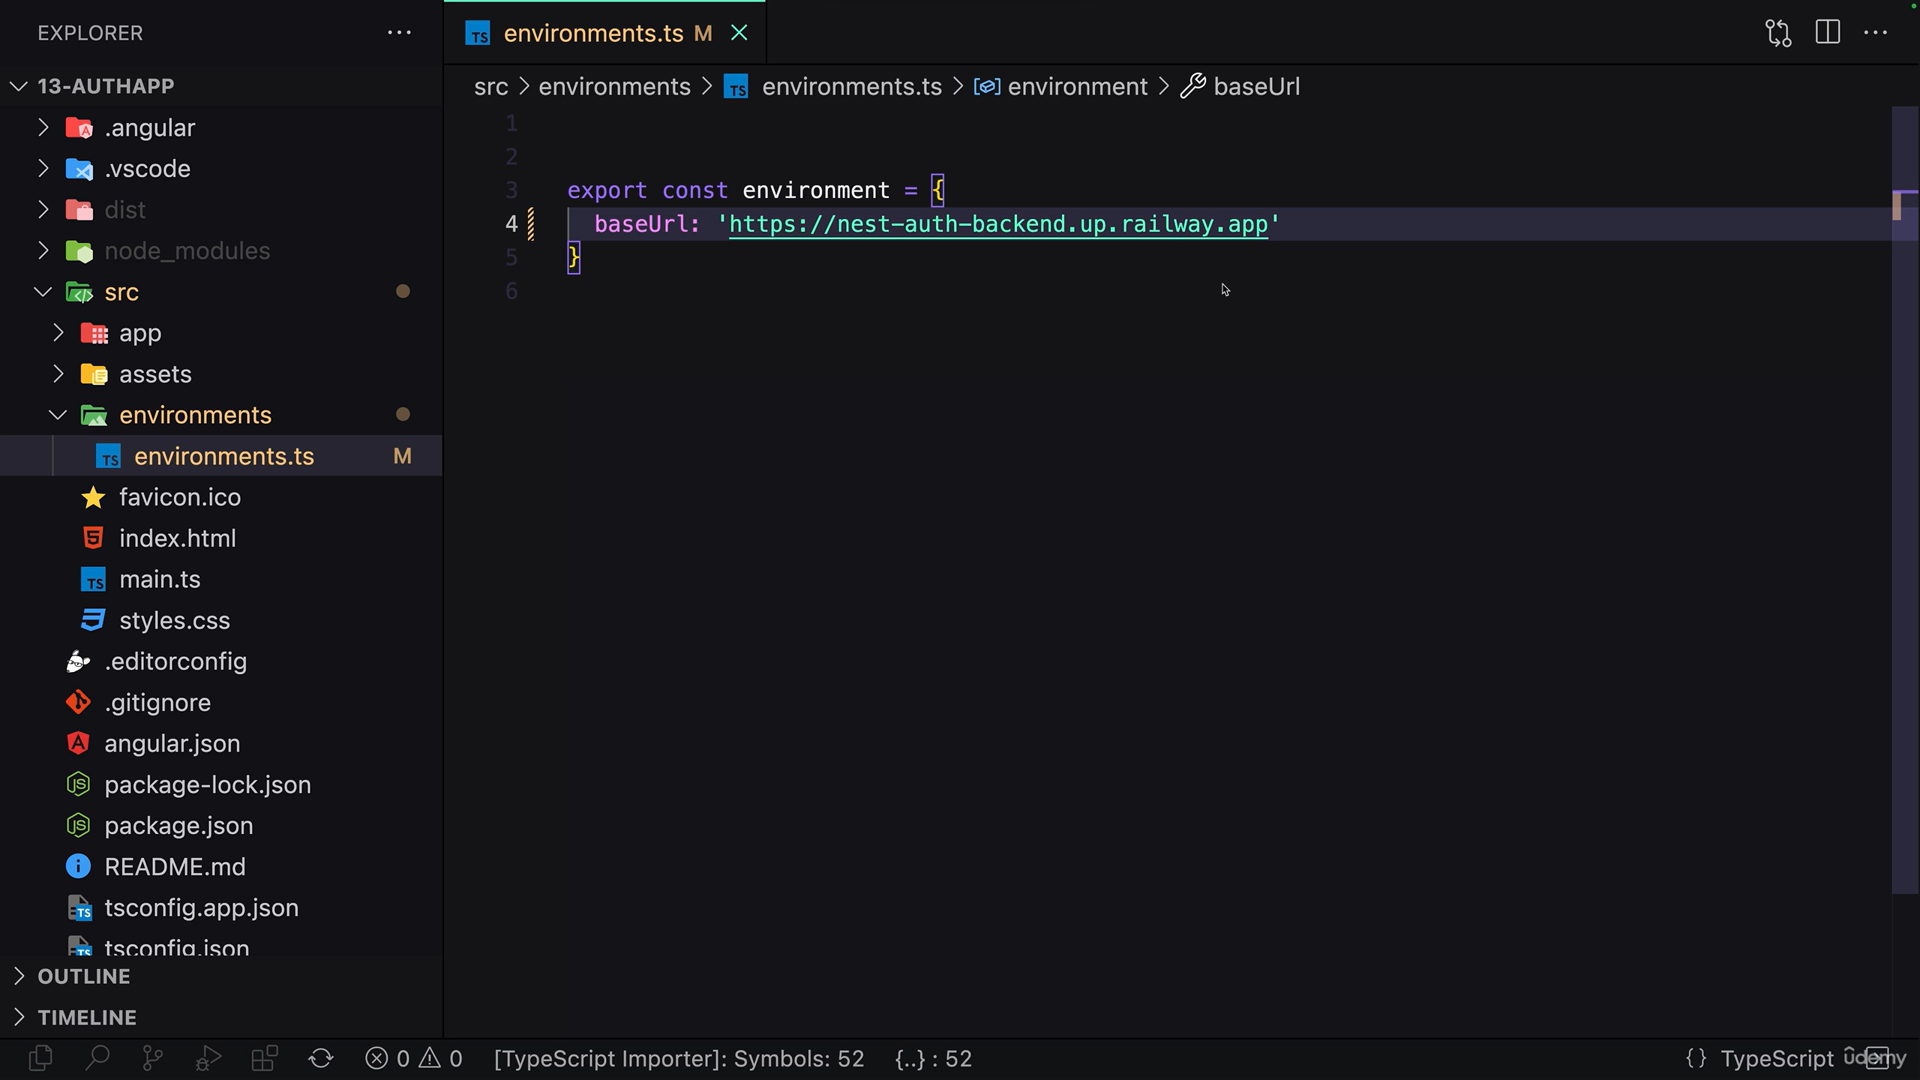 EXPLORER
13-AUTHAPP
.angular
.vscode
dist
node_modules
src
app
assets
environments
environments.ts M
favicon.ico
index.html
main.ts
styles.css
.editorconfig
.gitignore
angular.json
package-lock.json
package.json
README.md
tsconfig.app.json
tsconfig.json
OUTLINE
TIMELINE
environments.ts M
src > environments > environments.ts > environment > baseUrl
1
2
3 export const environment = {
4 baseUrl: 'https://nest-auth-backend.up.railway.app'
5 }
6
0 0 [TypeScript Importer]: Symbols: 52 {..} : 52 {} TypeScript
udemy